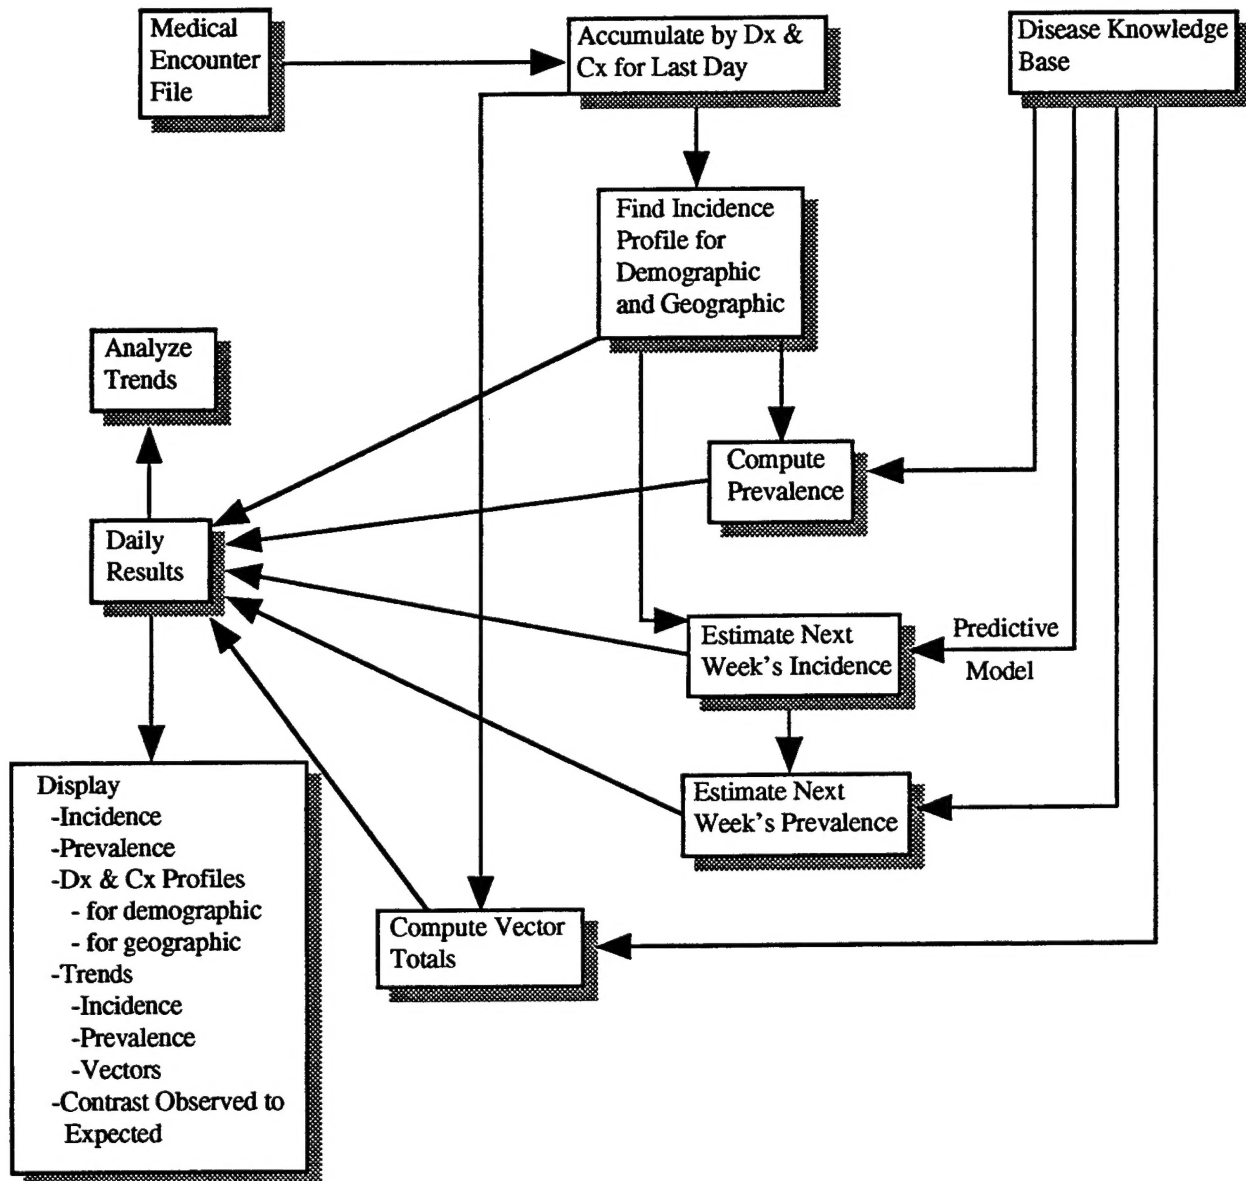 Medical
Encounter
File
Accumulate by Dx &
Cx for Last Day
Disease Knowledge
Base
Find Incidence
Profile for
Demographic
and Geographic
Analyze
Trends
Compute
Prevalence
Daily
Results
Estimate Next
Week's Incidence
Predictive
Model
Estimate Next
Week's Prevalence
Display
-Incidence
-Prevalence
-Dx & Cx Profiles
- for demographic
- for geographic
-Trends
-Incidence
-Prevalence
-Vectors
-Contrast Observed to
Expected
Compute Vector
Totals